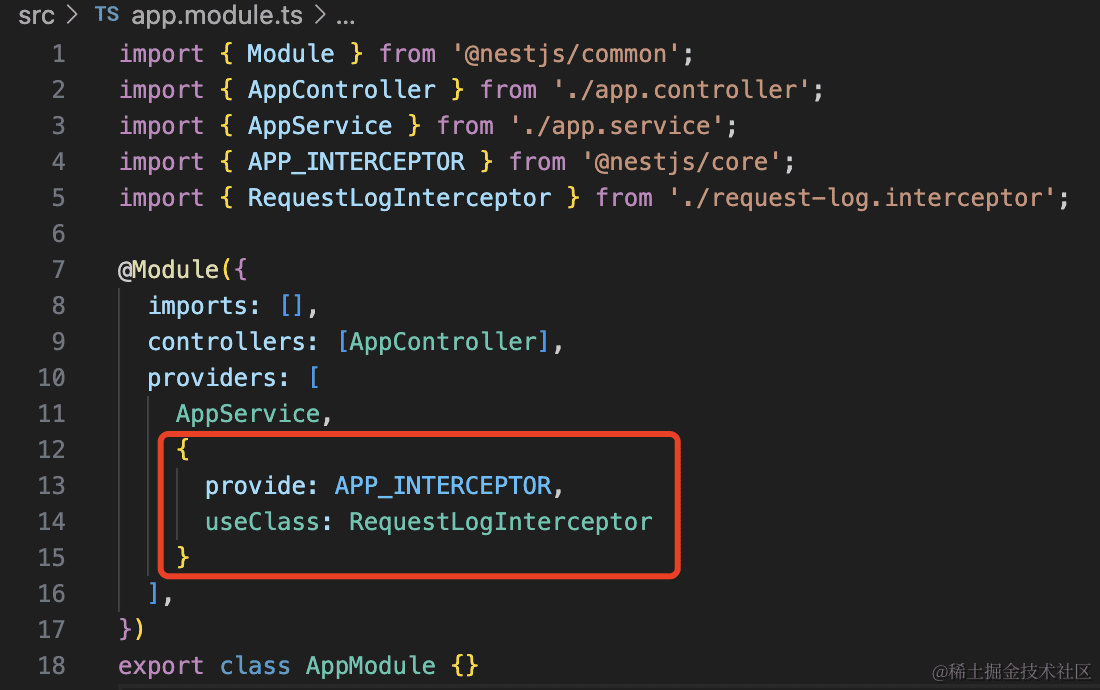 src > TS app.module.ts > ...
1 import { Module } from '@nestjs/common';
2 import { AppController } from './app.controller';
3 import { AppService } from './app.service';
4 import { APP_INTERCEPTOR } from '@nestjs/core';
5 import { RequestLogInterceptor } from './request-log.interceptor';
6
7 @Module({
8   imports: [],
9   controllers: [AppController],
10   providers: [
11     AppService,
12     {
13       provide: APP_INTERCEPTOR,
14       useClass: RequestLogInterceptor
15     }
16   ],
17 })
18 export class AppModule {}
@稀土掘金技术社区